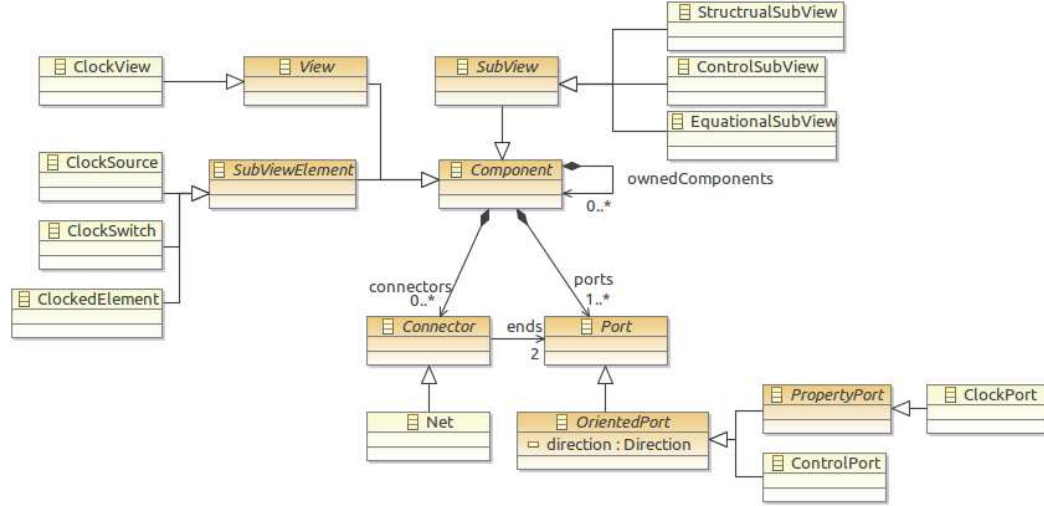 StructrualSubView
ClockView
View
SubView
ControlSubView
EquationalSubView
ClockSource
SubViewElement
Component
ownedComponents
0..*
ClockSwitch
ClockedElement
connectors
0..*
ports
1..*
Connector
ends
2
Port
Net
OrientedPort
direction : Direction
PropertyPort
ClockPort
ControlPort